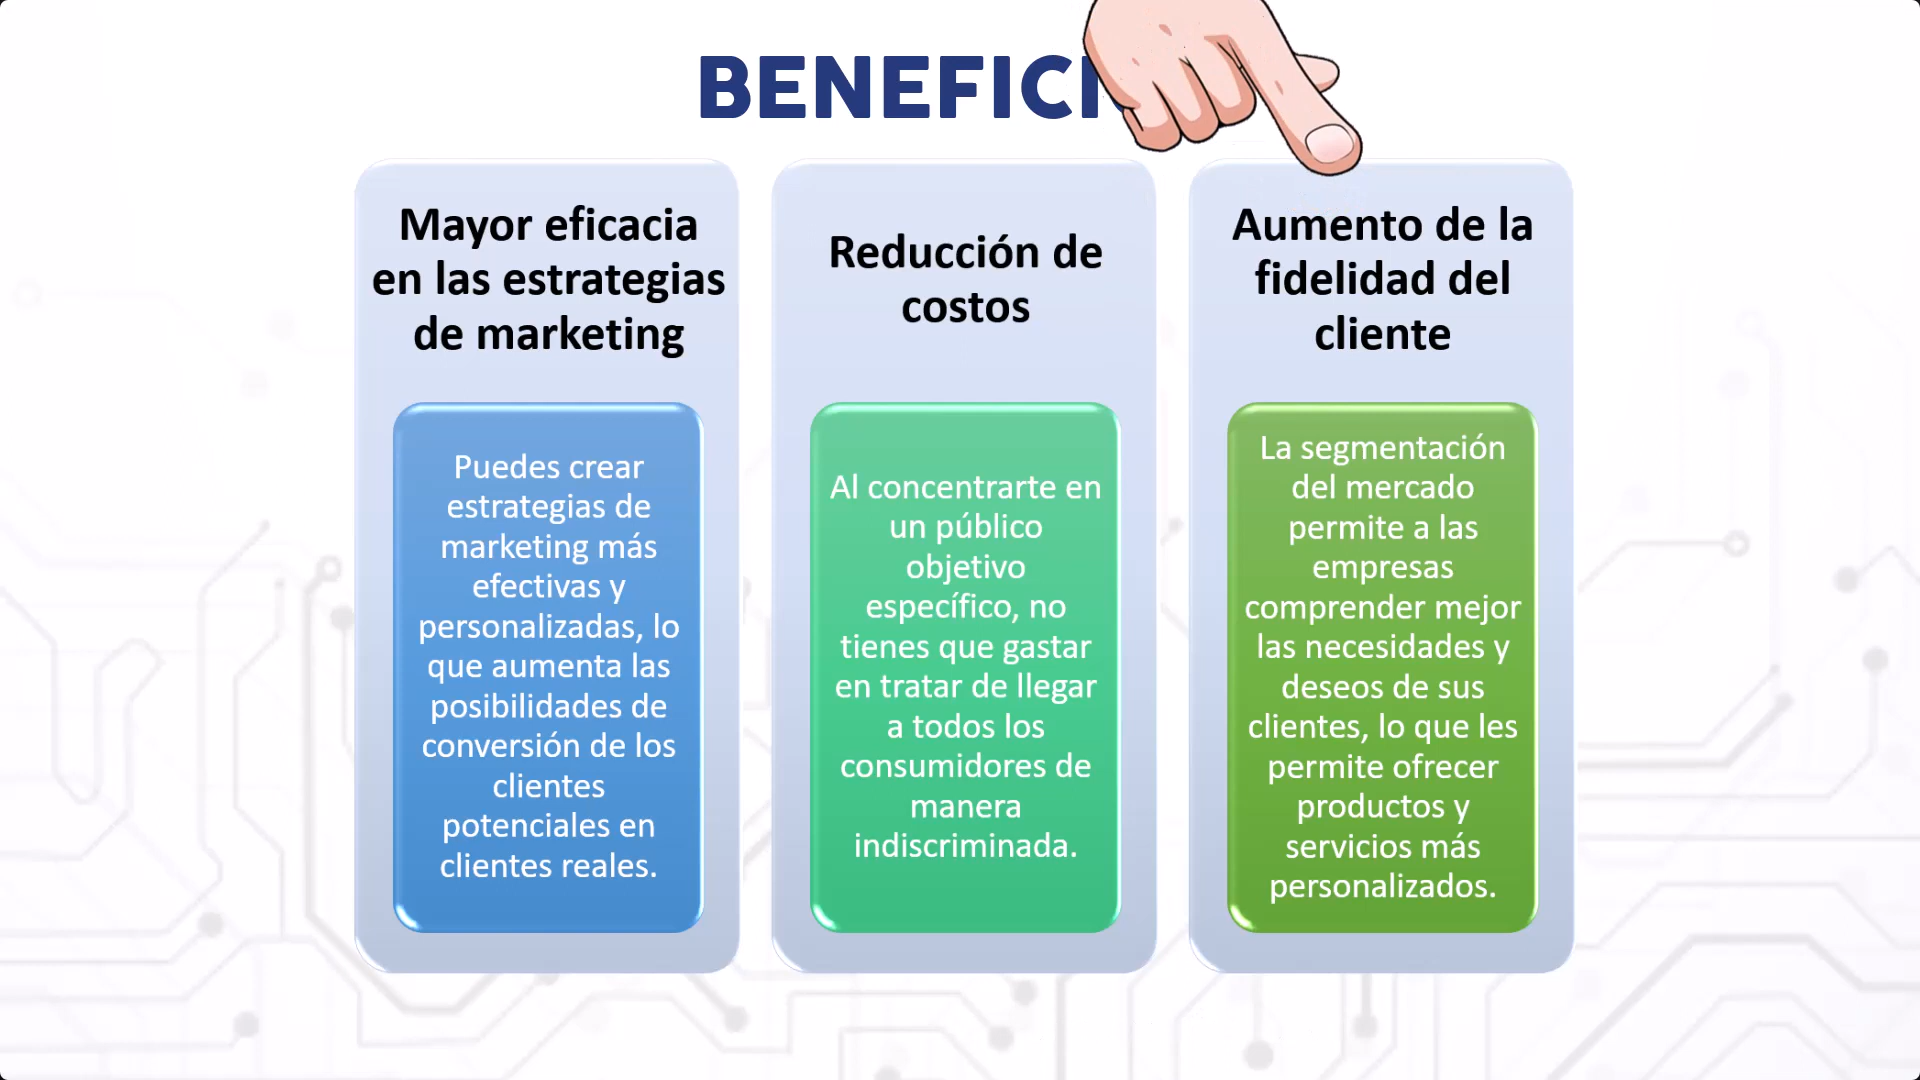 BENEFICI
Mayor eficacia
en las estrategias
de marketing
Puedes crear
estrategias de
marketing más
efectivas y
personalizadas, lo
que aumenta las
posibilidades de
conversión de los
clientes
potenciales en
clientes reales.
Reducción de
costos
Al concentrarte en
un público
objetivo
específico, no
tienes que gastar
en tratar de llegar
a todos los
consumidores de
manera
indiscriminada.
Aumento de la
fidelidad del
cliente
La segmentación
del mercado
permite a las
empresas
comprender mejor
las necesidades y
deseos de sus
clientes, lo que les
permite ofrecer
productos y
servicios más
personalizados.